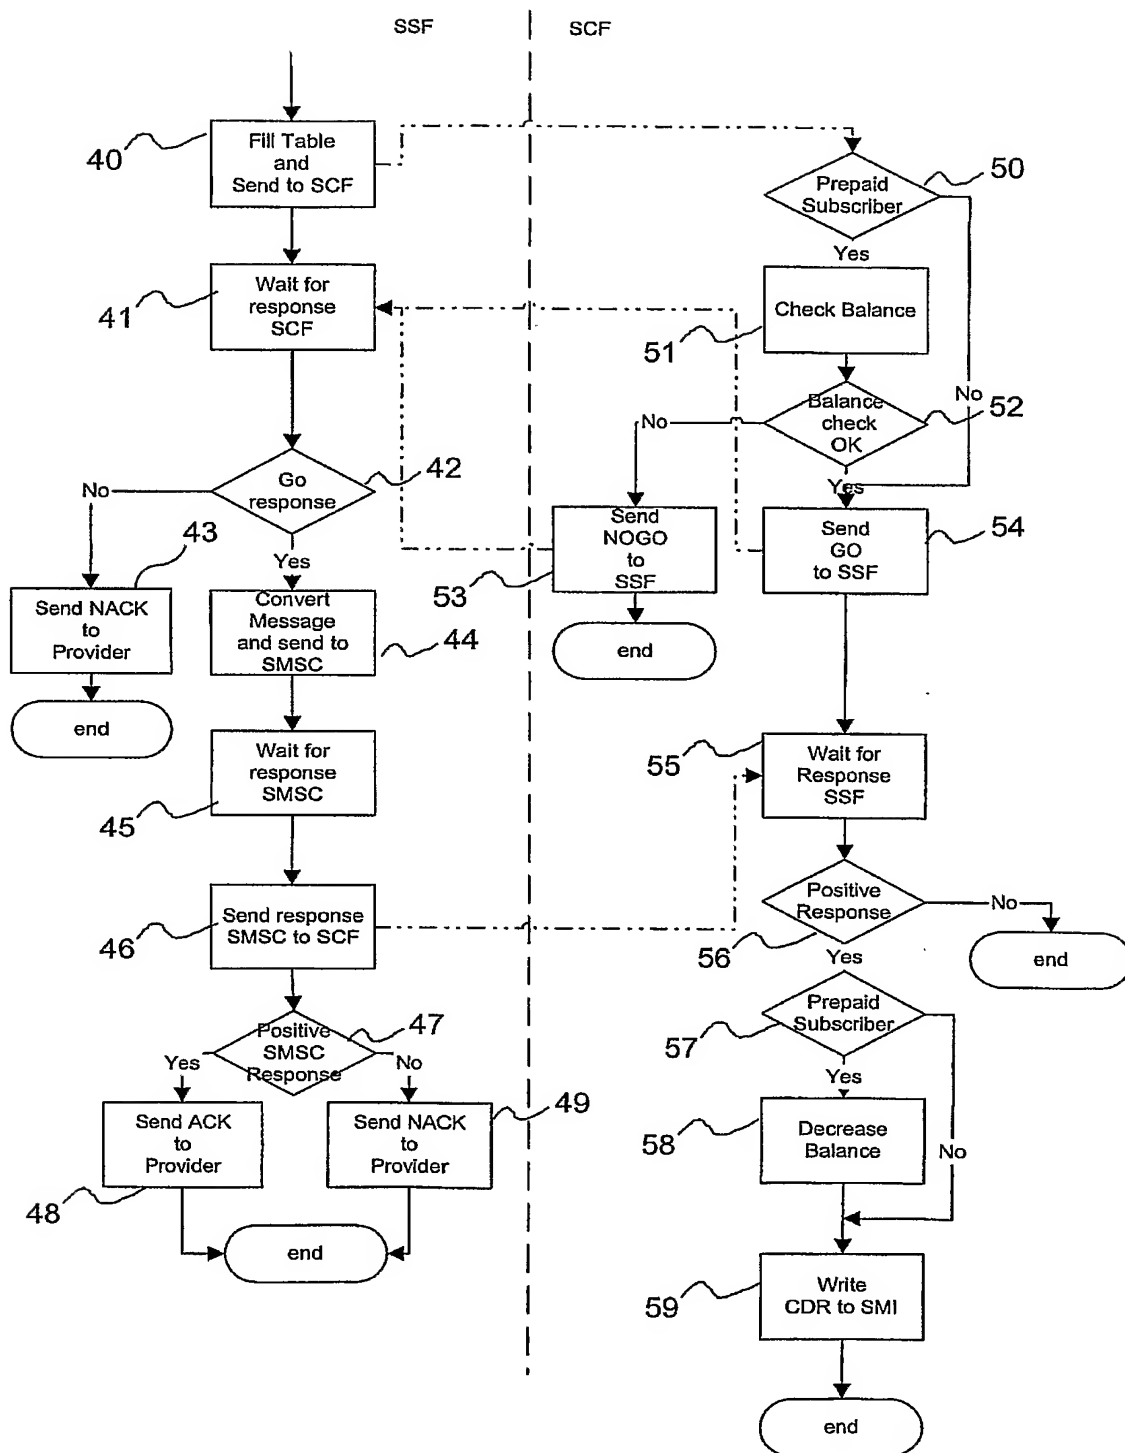 SSF
SCF
40
Fill Table
and
Send to SCF
Prepaid
Subscriber
50
Yes
Wait for
response
SCF
41
Check Balance
51
No
Balance
check
OK
52
No
Yes
Go
response
42
No
Yes
Send
NOGO
to
SSF
53
Send
GO
to SSF
54
43
Send NACK
to
Provider
Convert
Message
and send to
SMSC
44
end
end
Wait for
response
SMSC
45
55
Wait for
Response
SSF
Send response
SMSC to SCF
46
Positive
Response
56
No
end
Yes
Positive
SMSC
Response
47
Yes
No
Prepaid
Subscriber
57
Yes
No
Send ACK
to
Provider
48
Send NACK
to
Provider
49
58
Decrease
Balance
end
59
Write
CDR to SMI
end